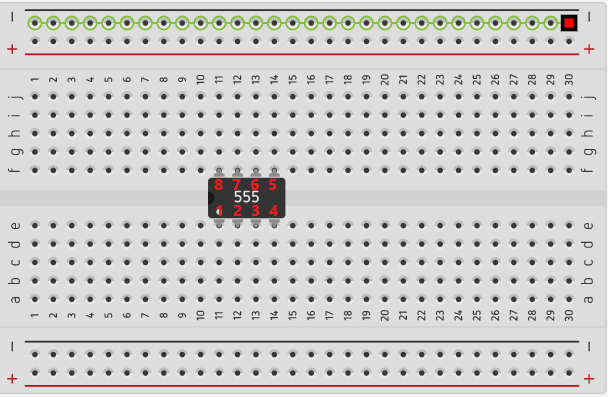 − −
+ +
1 2 3 4 5 6 7 8 9 10 11 12 13 14 15 16 17 18 19 20 21 22 23 24 25 26 27 28 29 30
j j
i i
h h
g g
f f
8 7 6 5
555
1 2 3 4
e e
d d
c c
b b
a a
1 2 3 4 5 6 7 8 9 10 11 12 13 14 15 16 17 18 19 20 21 22 23 24 25 26 27 28 29 30
− −
+ +